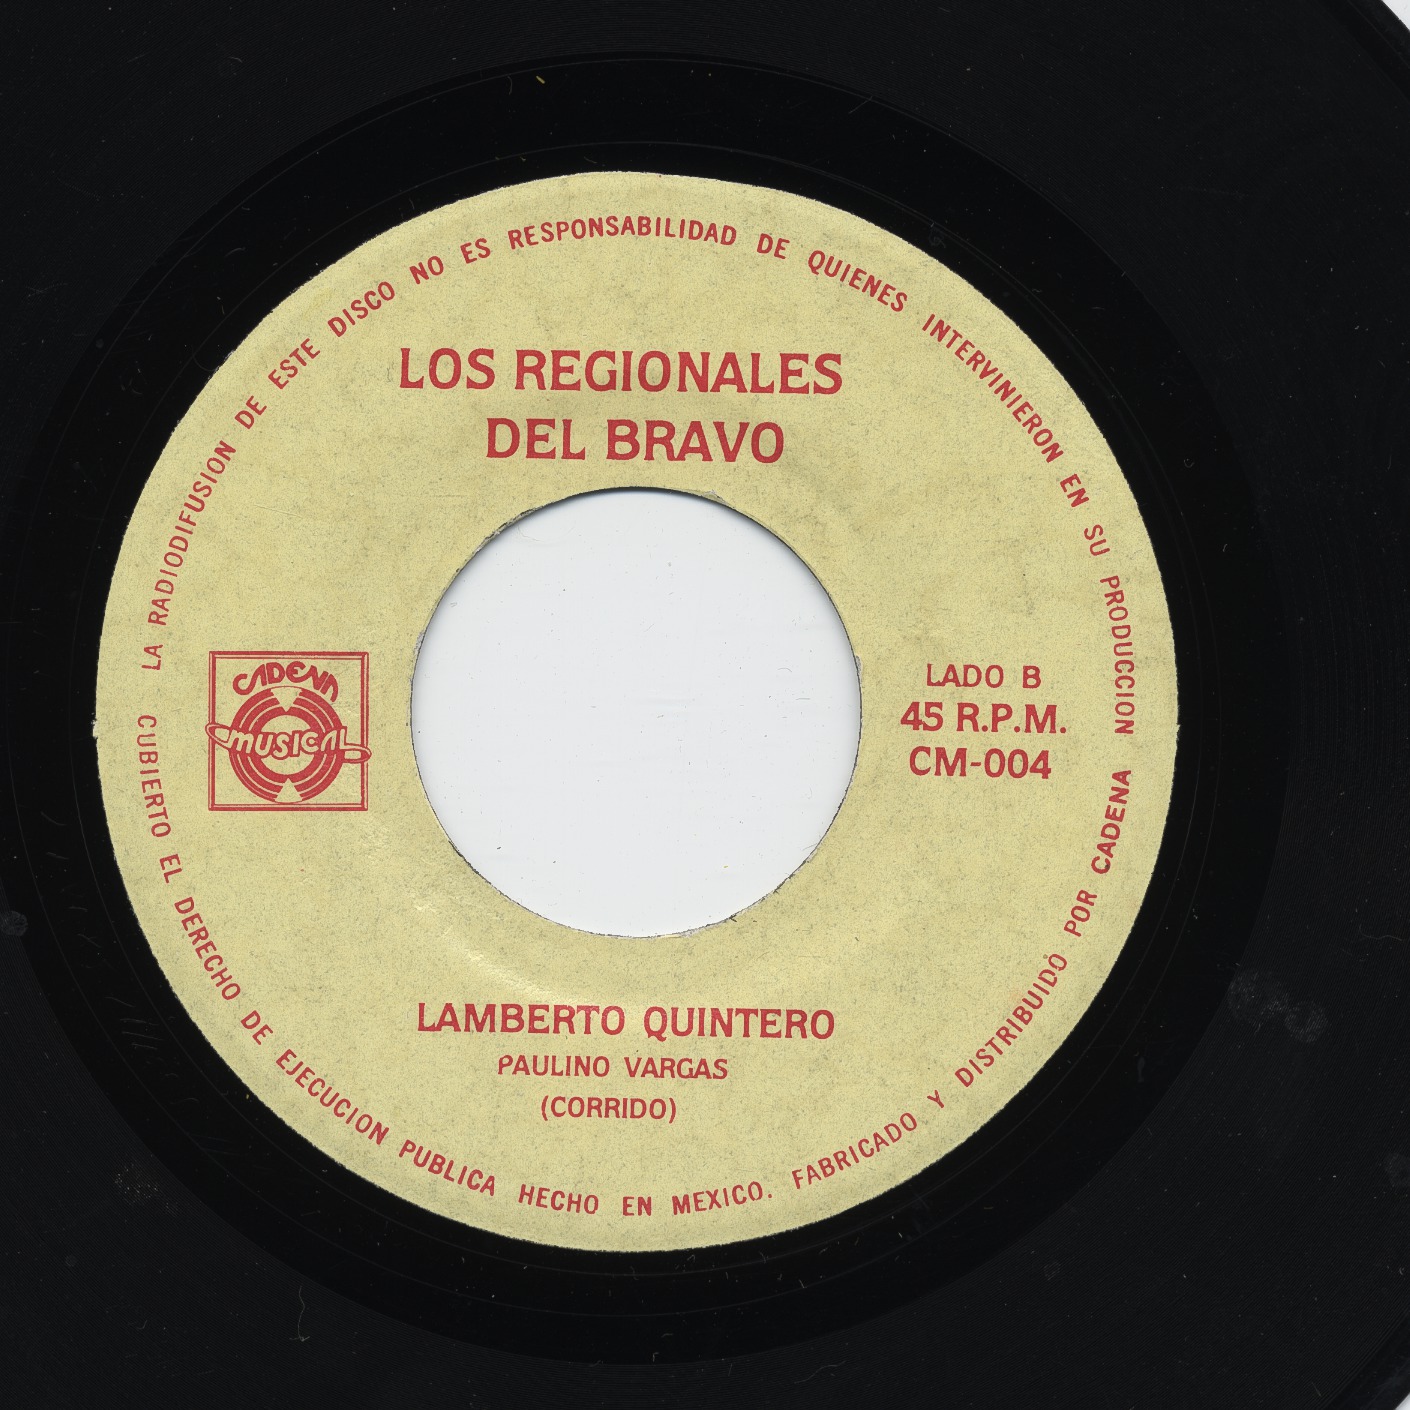 LA RADIODIFUSION DE ESTE DISCO NO ES RESPONSABILIDAD DE QUIENES INTERVINIERON EN SU PRODUCCION
LOS REGIONALES
DEL BRAVO
CADENA
MUSICAL
LADO B
45 R.P.M.
CM-004
LAMBERTO QUINTERO
PAULINO VARGAS
(CORRIDO)
CUBIERTO EL DERECHO DE EJECUCION PUBLICA HECHO EN MEXICO. FABRICADO Y DISTRIBUIDO POR CADENA